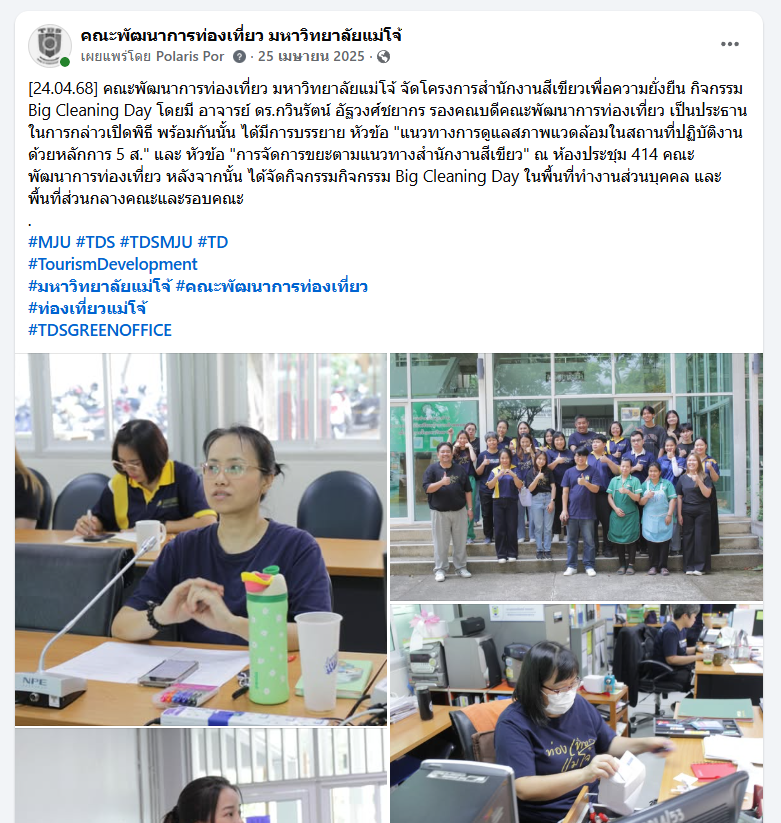 คณะพัฒนาการท่องเที่ยว มหาวิทยาลัยแม่โจ้
เผยแพร่โดย Polaris Por · 25 เมษายน 2025 ·
[24.04.68] คณะพัฒนาการท่องเที่ยว มหาวิทยาลัยแม่โจ้ จัดโครงการสำนักงานสีเขียวเพื่อความยั่งยืน กิจกรรม
Big Cleaning Day โดยมี อาจารย์ ดร.กวินรัตน์ อัฐวงศ์ชยากร รองคณบดีคณะพัฒนาการท่องเที่ยว เป็นประธาน
ในการกล่าวเปิดพิธี พร้อมกันนั้น ได้มีการบรรยาย หัวข้อ "แนวทางการดูแลสภาพแวดล้อมในสถานที่ปฏิบัติงาน
ด้วยหลักการ 5 ส." และ หัวข้อ "การจัดการขยะตามแนวทางสำนักงานสีเขียว" ณ ห้องประชุม 414 คณะ
พัฒนาการท่องเที่ยว หลังจากนั้น ได้จัดกิจกรรมกิจกรรม Big Cleaning Day ในพื้นที่ทำงานส่วนบุคคล และ
พื้นที่ส่วนกลางคณะและรอบคณะ
.
#MJU #TDS #TDSMJU #TD
#TourismDevelopment
#มหาวิทยาลัยแม่โจ้ #คณะพัฒนาการท่องเที่ยว
#ท่องเที่ยวแม่โจ้
#TDSGREENOFFICE
NPE
ท่องเที่ยว
แม่โจ้